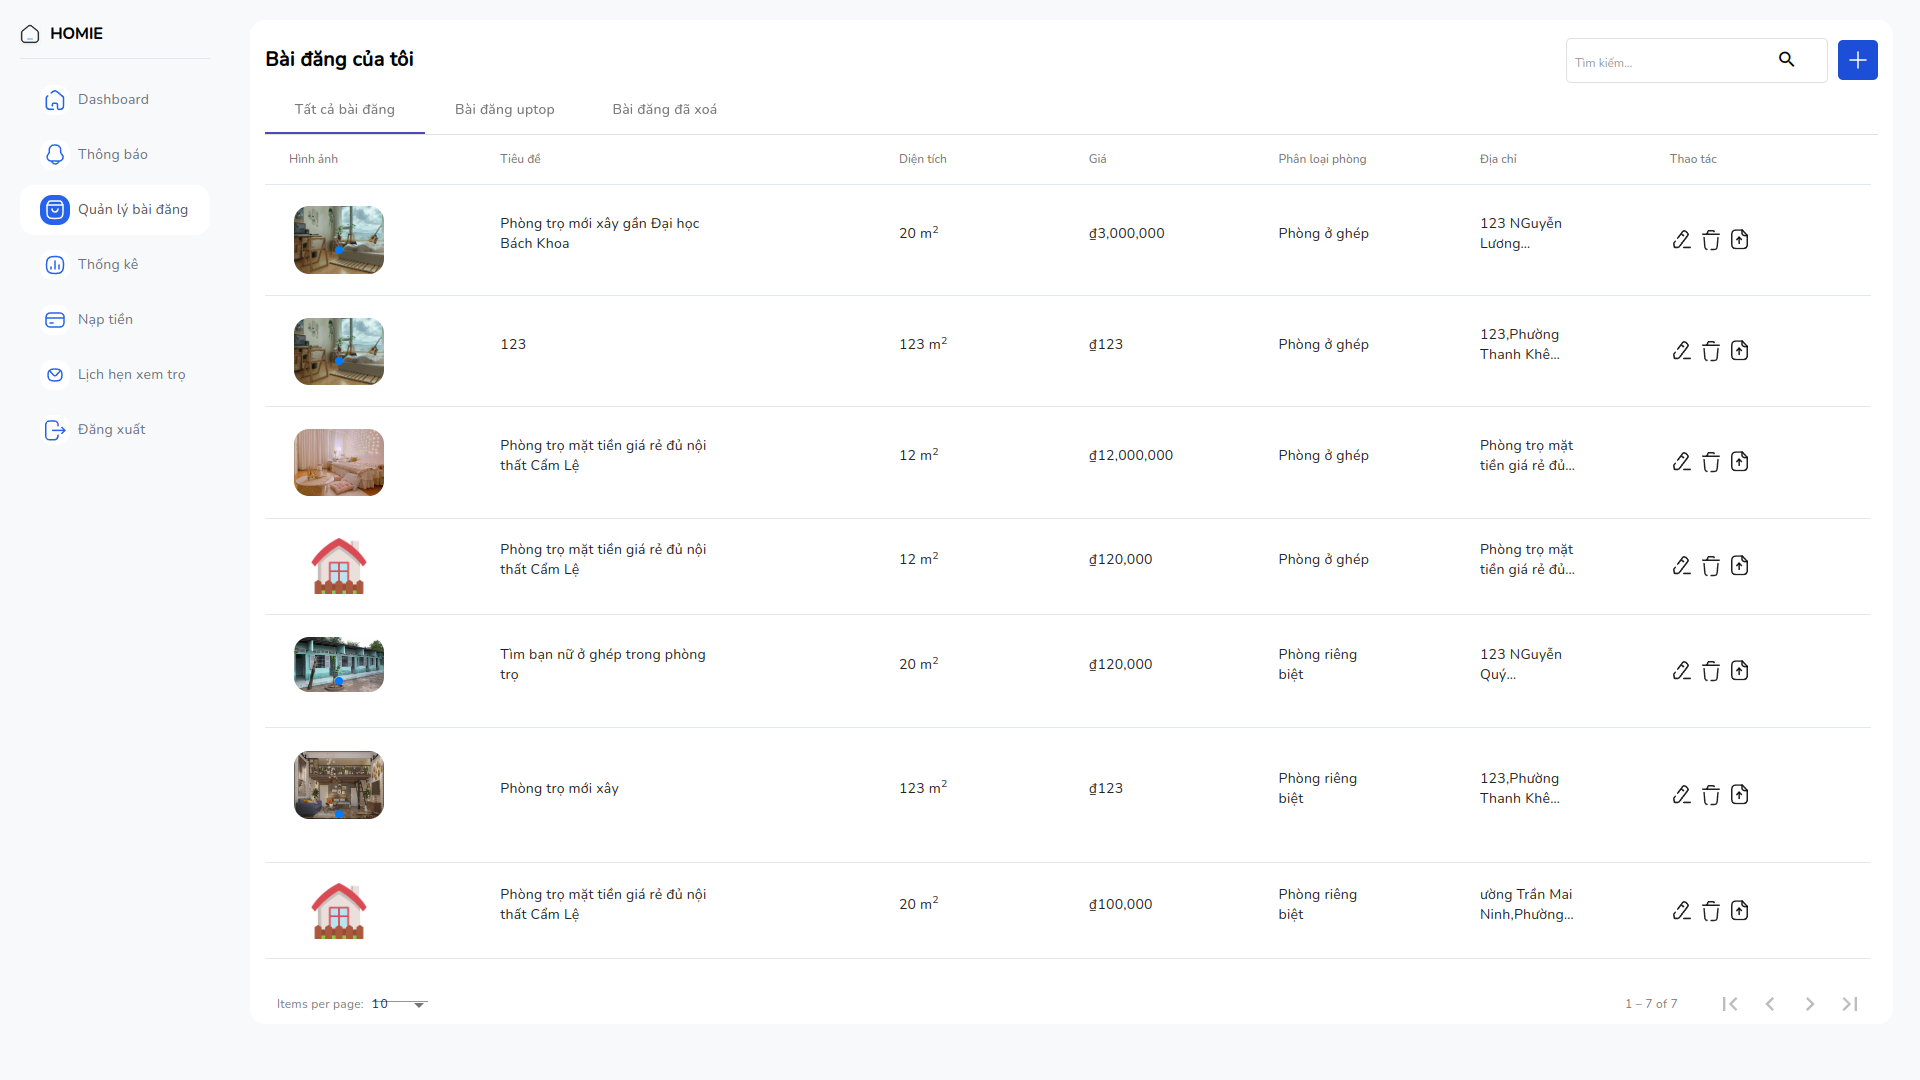 HOMIE
Dashboard
Thông báo
Quản lý bài đăng
Thống kê
Nạp tiền
Lịch hẹn xem trọ
Đăng xuất
Bài đăng của tôi
Tìm kiếm...
Tất cả bài đăng Bài đăng uptop Bài đăng đã xoá
Hình ảnh Tiêu đề Diện tích Giá Phân loại phòng Địa chỉ Thao tác
Phòng trọ mới xây gần Đại học
Bách Khoa
20 m²
₫3,000,000
Phòng ở ghép
123 NGuyễn
Lương...
123
123 m²
₫123
Phòng ở ghép
123,Phường
Thanh Khê...
Phòng trọ mặt tiền giá rẻ đủ nội
thất Cẩm Lệ
12 m²
₫12,000,000
Phòng ở ghép
Phòng trọ mặt
tiền giá rẻ đủ...
Phòng trọ mặt tiền giá rẻ đủ nội
thất Cẩm Lệ
12 m²
₫120,000
Phòng ở ghép
Phòng trọ mặt
tiền giá rẻ đủ...
Tìm bạn nữ ở ghép trong phòng
trọ
20 m²
₫120,000
Phòng riêng
biệt
123 NGuyễn
Quý...
Phòng trọ mới xây
123 m²
₫123
Phòng riêng
biệt
123,Phường
Thanh Khê...
Phòng trọ mặt tiền giá rẻ đủ nội
thất Cẩm Lệ
20 m²
₫100,000
Phòng riêng
biệt
ường Trần Mai
Ninh,Phường...
Items per page: 10
1 – 7 of 7